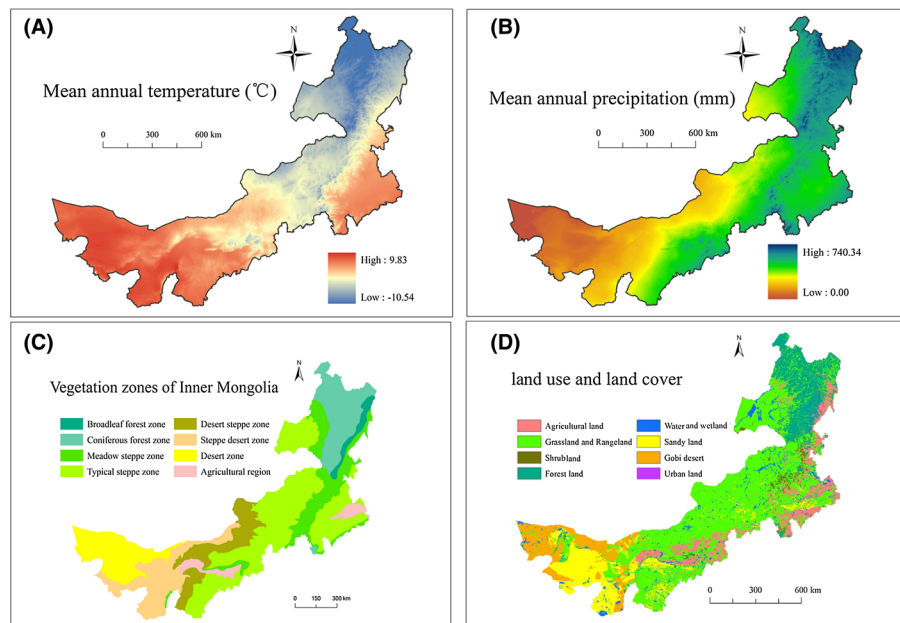 (A)
N
Mean annual temperature (℃)
0 300 600 km
High : 9.83
Low : -10.54
(B)
N
Mean annual precipitation (mm)
0 300 600 km
High : 740.34
Low : 0.00
(C)
N
Vegetation zones of Inner Mongolia
Broadleaf forest zone
Coniferous forest zone
Meadow steppe zone
Typical steppe zone
Desert steppe zone
Steppe desert zone
Desert zone
Agricultural region
0 150 300 km
(D)
N
land use and land cover
Agricultural land
Grassland and Rangeland
Shrubland
Forest land
Water and wetland
Sandy land
Gobi desert
Urban land
0 300 600 km